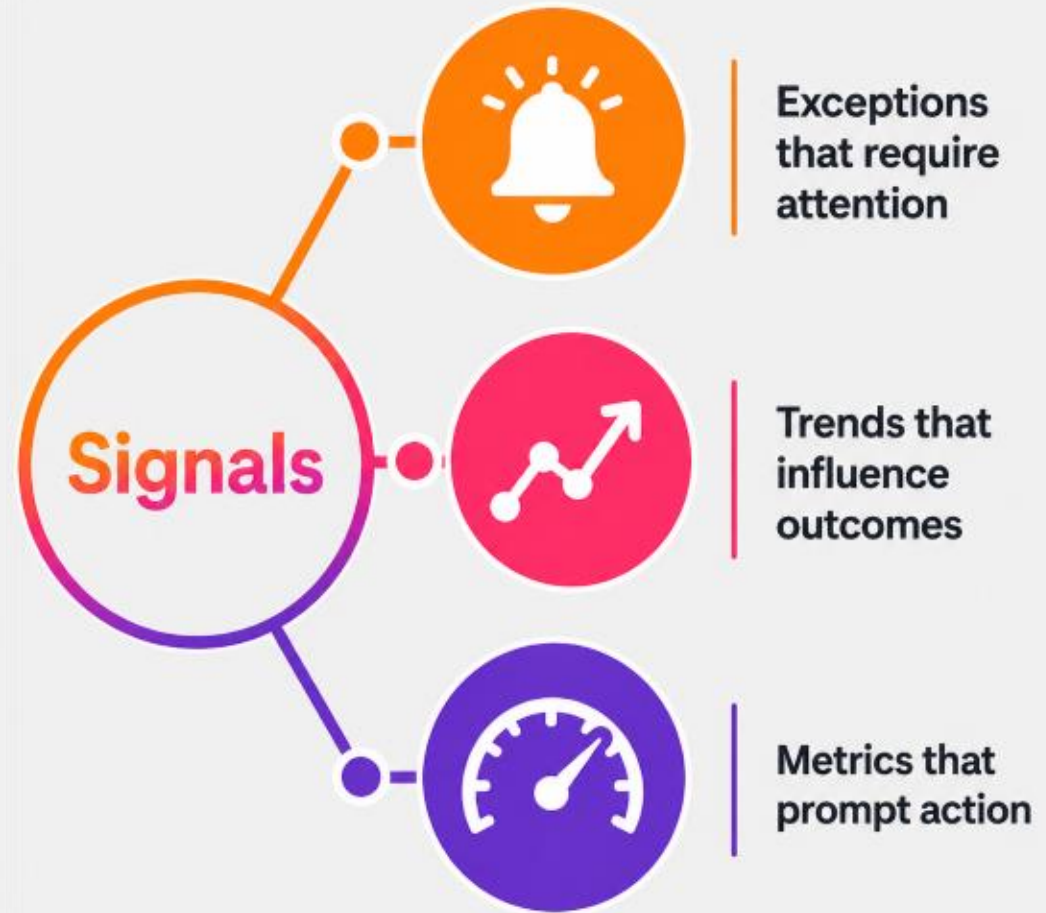 Signals
Exceptions
that require
attention
Trends that
influence
outcomes
Metrics that
prompt action